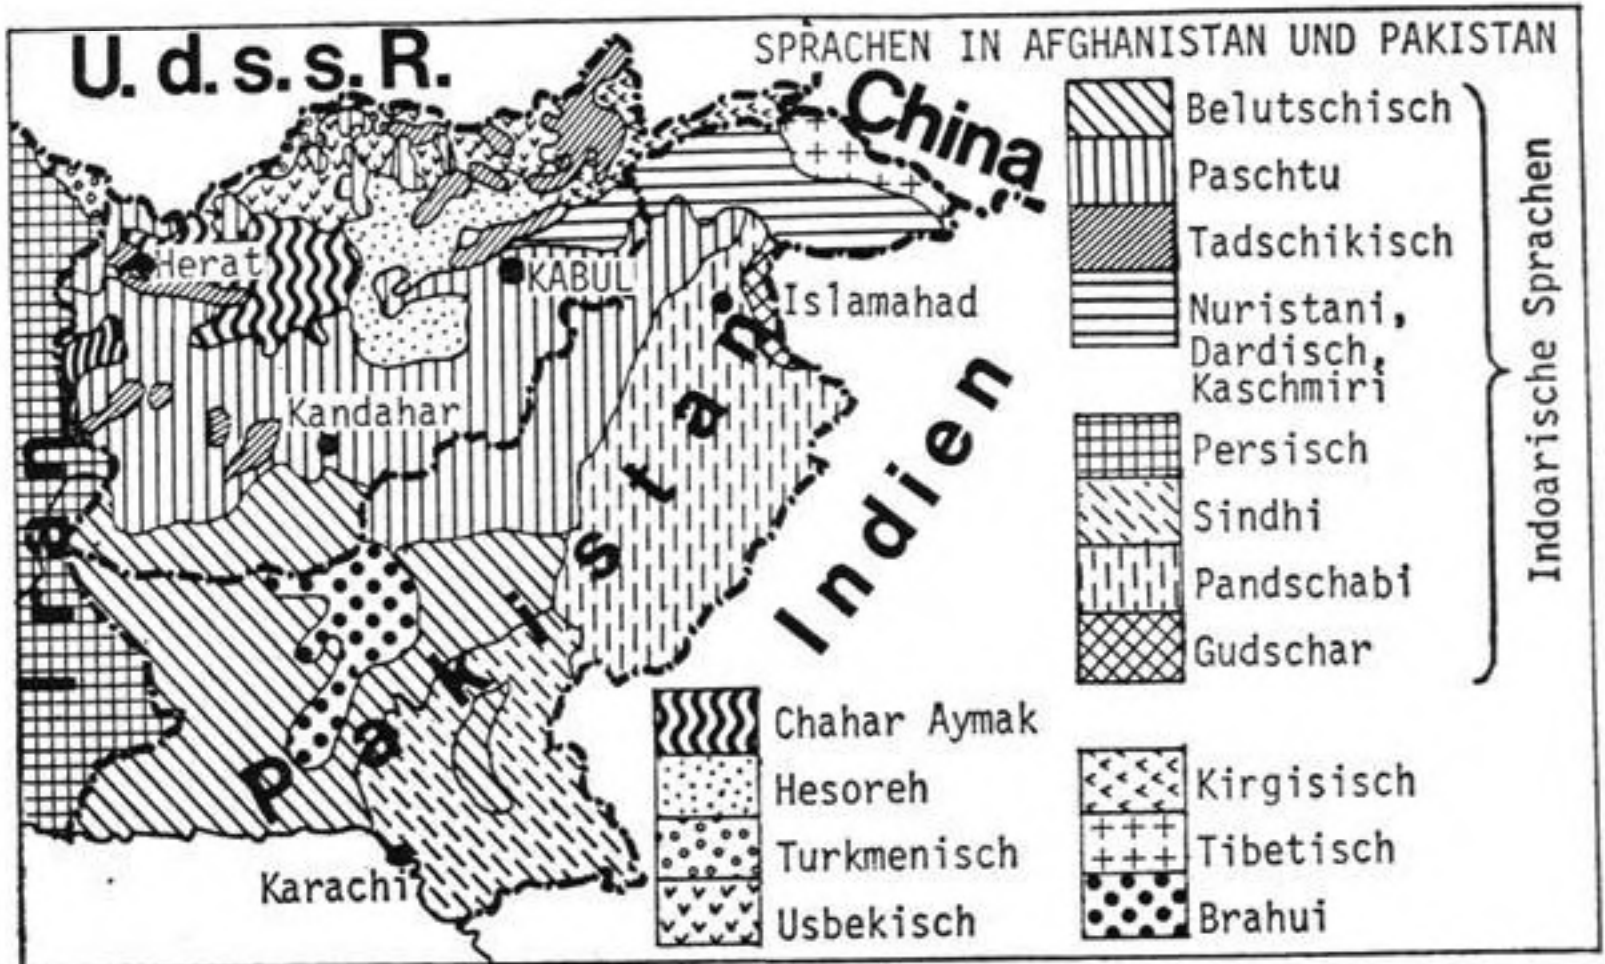 SPRACHEN IN AFGHANISTAN UND PAKISTAN
U.d.s.s.R.
China
Herat
KABUL
Islamahad
Kandahar
Iran
Pakistan
Indien
Karachi
Belutschisch
Paschtu
Tadschikisch
Nuristani,
Dardisch,
Kaschmiri
Persisch
Sindhi
Pandschabi
Gudschar
Indoarische Sprachen
Chahar Aymak
Hesoreh
Turkmenisch
Usbekisch
Kirgisisch
Tibetisch
Brahui